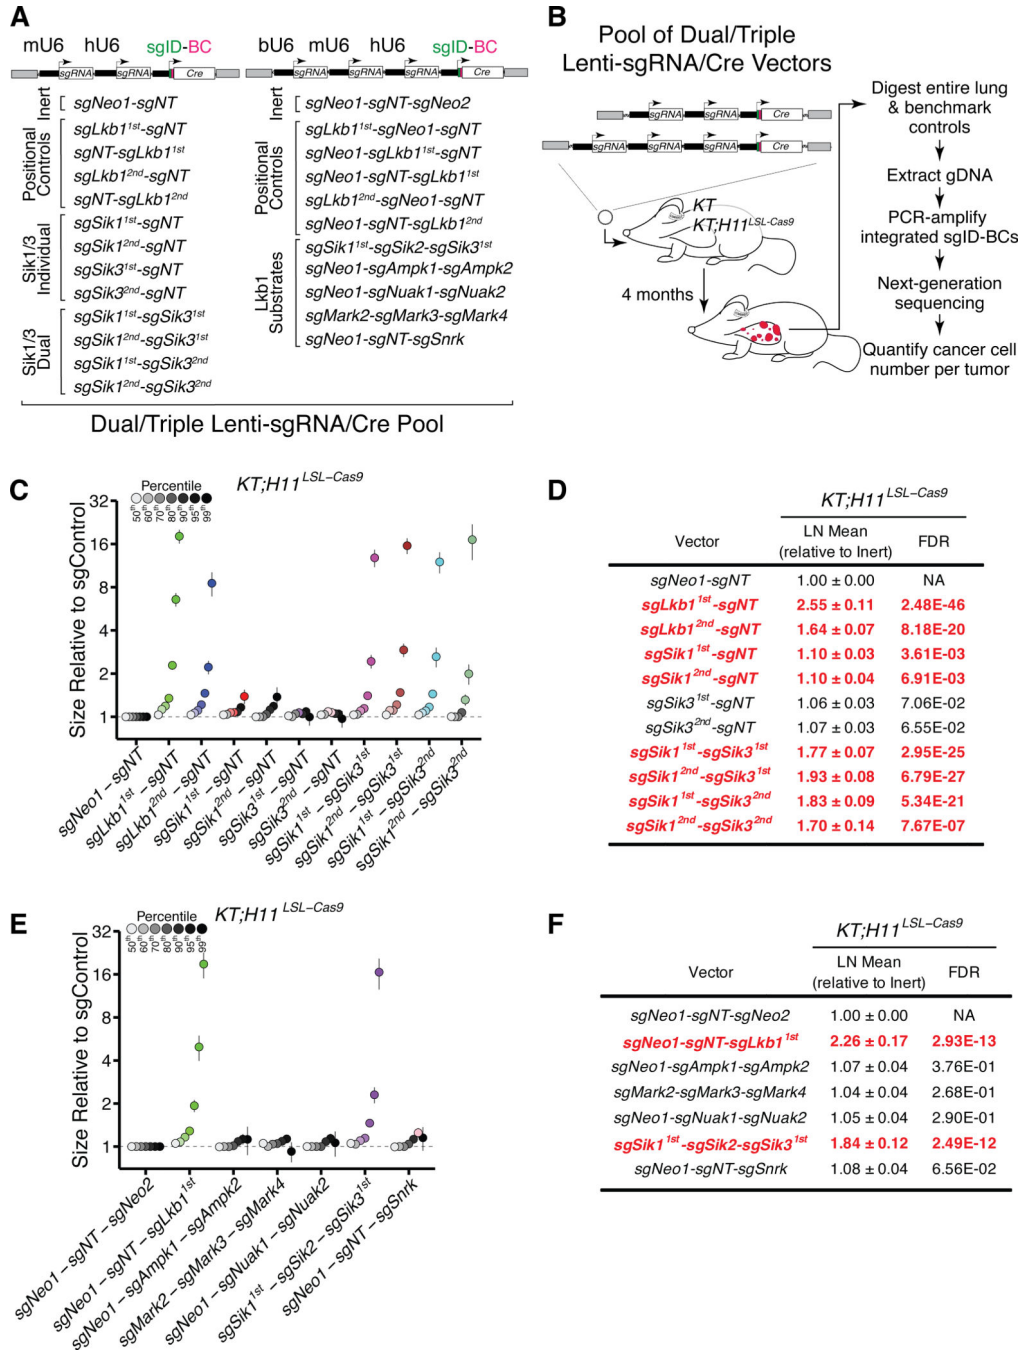 A
mU6 hU6 sgID-BC
sgRNA sgRNA Cre
Inert
sgNeo1-sgNT
Positional Controls
sgLkb1^1st-sgNT
sgNT-sgLkb1^1st
sgLkb1^2nd-sgNT
sgNT-sgLkb1^2nd
Sik1/3 Individual
sgSik1^1st-sgNT
sgSik1^2nd-sgNT
sgSik3^1st-sgNT
sgSik3^2nd-sgNT
Sik1/3 Dual
sgSik1^1st-sgSik3^1st
sgSik1^2nd-sgSik3^1st
sgSik1^1st-sgSik3^2nd
sgSik1^2nd-sgSik3^2nd
bU6 mU6 hU6 sgID-BC
sgRNA sgRNA sgRNA Cre
Inert
sgNeo1-sgNT-sgNeo2
Positional Controls
sgLkb1^1st-sgNeo1-sgNT
sgNeo1-sgLkb1^1st-sgNT
sgNeo1-sgNT-sgLkb1^1st
sgLkb1^2nd-sgNeo1-sgNT
sgNeo1-sgNT-sgLkb1^2nd
Lkb1 Substrates
sgSik1^1st-sgSik2-sgSik3^1st
sgNeo1-sgAmpk1-sgAmpk2
sgNeo1-sgNuak1-sgNuak2
sgMark2-sgMark3-sgMark4
sgNeo1-sgNT-sgSnrk
Dual/Triple Lenti-sgRNA/Cre Pool
B
Pool of Dual/Triple
Lenti-sgRNA/Cre Vectors
sgRNA sgRNA Cre
sgRNA sgRNA sgRNA Cre
KT
KT;H11^LSL-Cas9
4 months
Digest entire lung
& benchmark
controls
Extract gDNA
PCR-amplify
integrated sgID-BCs
Next-generation
sequencing
Quantify cancer cell
number per tumor
C
KT;H11^LSL–Cas9
Percentile
50th 60th 70th 80th 90th 95th 99th
Size Relative to sgControl
32
16
8
4
2
1
sgNeo1 – sgNT
sgLkb1^1st – sgNT
sgLkb1^2nd – sgNT
sgSik1^1st – sgNT
sgSik1^2nd – sgNT
sgSik3^1st – sgNT
sgSik3^2nd – sgNT
sgSik1^1st – sgSik3^1st
sgSik1^2nd – sgSik3^1st
sgSik1^1st – sgSik3^2nd
sgSik1^2nd – sgSik3^2nd
D
KT;H11^LSL–Cas9
Vector LN Mean (relative to Inert) FDR
sgNeo1-sgNT 1.00 ± 0.00 NA
sgLkb1^1st-sgNT 2.55 ± 0.11 2.48E-46
sgLkb1^2nd-sgNT 1.64 ± 0.07 8.18E-20
sgSik1^1st-sgNT 1.10 ± 0.03 3.61E-03
sgSik1^2nd-sgNT 1.10 ± 0.04 6.91E-03
sgSik3^1st-sgNT 1.06 ± 0.03 7.06E-02
sgSik3^2nd-sgNT 1.07 ± 0.03 6.55E-02
sgSik1^1st-sgSik3^1st 1.77 ± 0.07 2.95E-25
sgSik1^2nd-sgSik3^1st 1.93 ± 0.08 6.79E-27
sgSik1^1st-sgSik3^2nd 1.83 ± 0.09 5.34E-21
sgSik1^2nd-sgSik3^2nd 1.70 ± 0.14 7.67E-07
E
KT;H11^LSL–Cas9
Percentile
50th 60th 70th 80th 90th 95th 99th
Size Relative to sgControl
32
16
8
4
2
1
sgNeo1 – sgNT – sgNeo2
sgNeo1 – sgNT – sgLkb1^1st
sgNeo1 – sgAmpk1 – sgAmpk2
sgMark2 – sgMark3 – sgMark4
sgNeo1 – sgNuak1 – sgNuak2
sgSik1^1st – sgSik2 – sgSik3^1st
sgNeo1 – sgNT – sgSnrk
F
KT;H11^LSL–Cas9
Vector LN Mean (relative to Inert) FDR
sgNeo1-sgNT-sgNeo2 1.00 ± 0.00 NA
sgNeo1-sgNT-sgLkb1^1st 2.26 ± 0.17 2.93E-13
sgNeo1-sgAmpk1-sgAmpk2 1.07 ± 0.04 3.76E-01
sgMark2-sgMark3-sgMark4 1.04 ± 0.04 2.68E-01
sgNeo1-sgNuak1-sgNuak2 1.05 ± 0.04 2.90E-01
sgSik1^1st-sgSik2-sgSik3^1st 1.84 ± 0.12 2.49E-12
sgNeo1-sgNT-sgSnrk 1.08 ± 0.04 6.56E-02